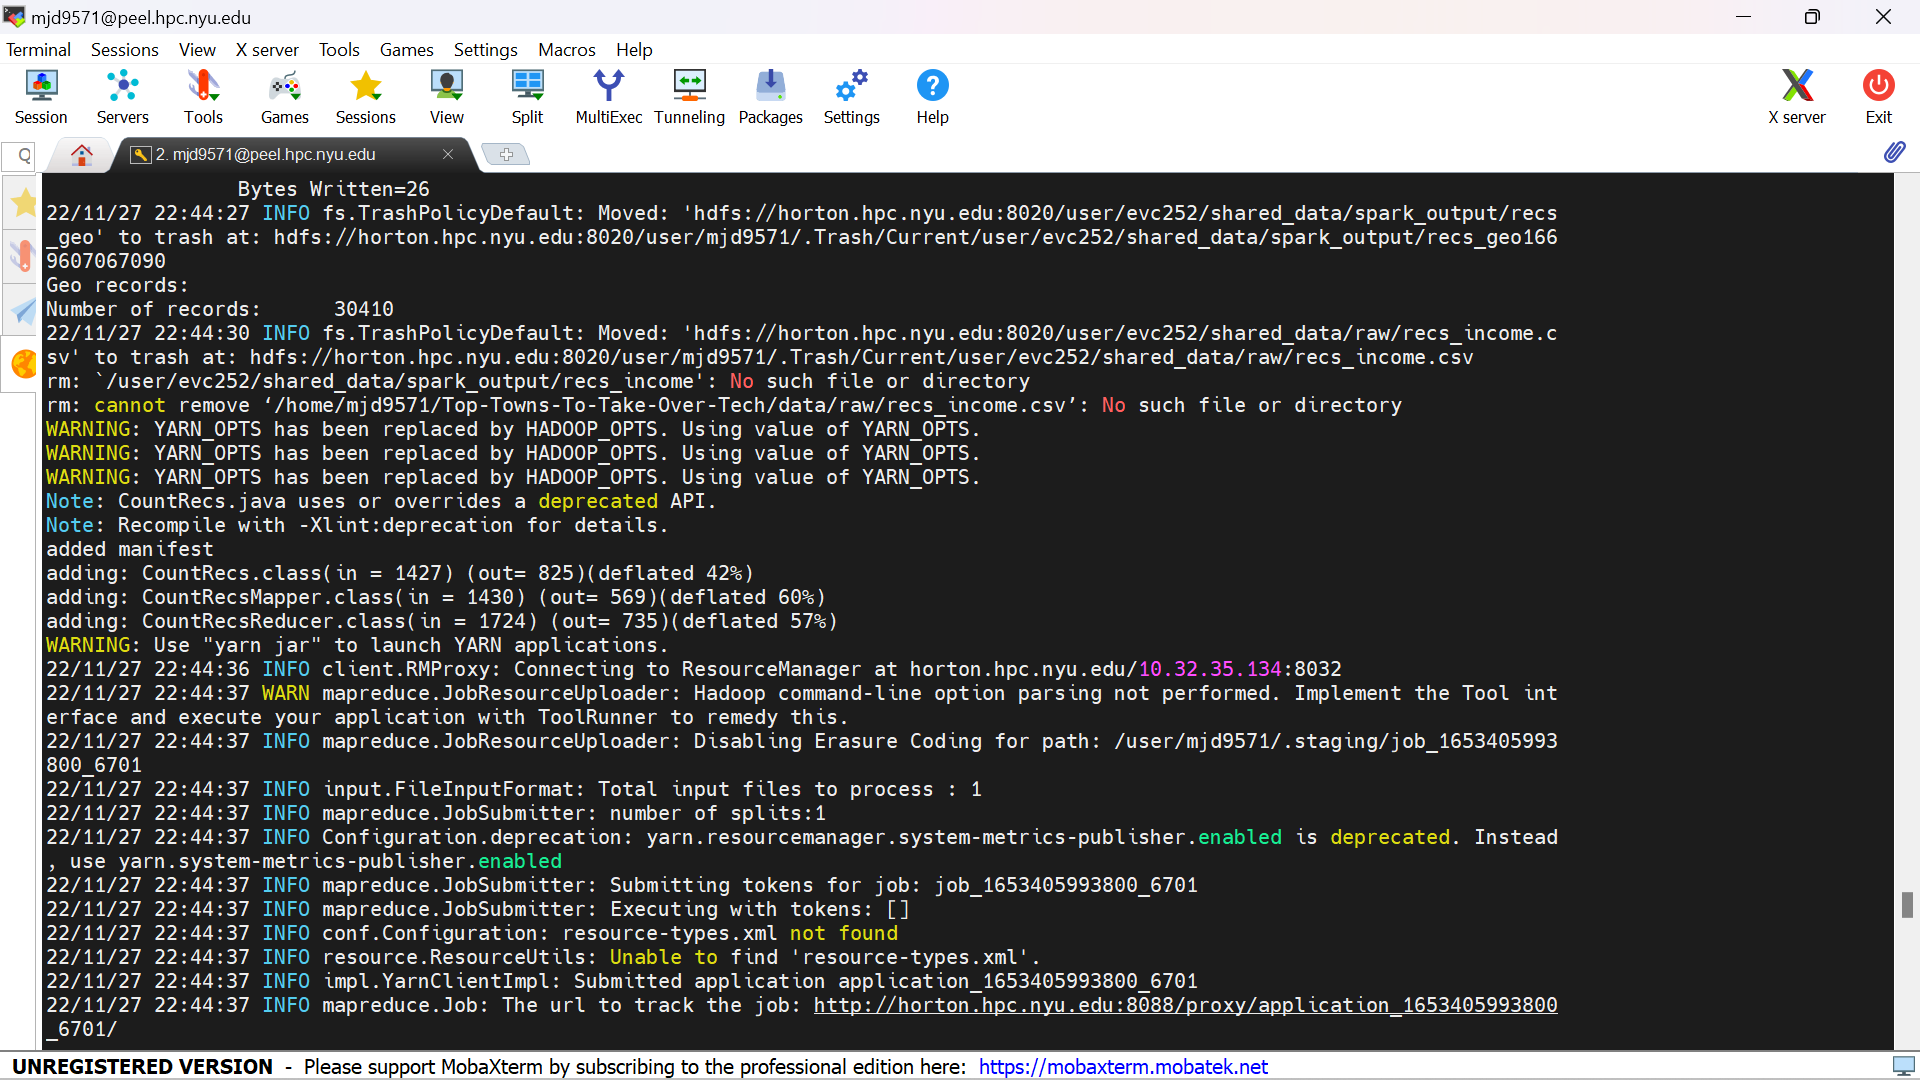 mjd9571@peel.hpc.nyu.edu
Terminal Sessions View X server Tools Games Settings Macros Help
Session Servers Tools Games Sessions View Split MultiExec Tunneling Packages Settings Help X server Exit
2. mjd9571@peel.hpc.nyu.edu
Bytes Written=26
22/11/27 22:44:27 INFO fs.TrashPolicyDefault: Moved: 'hdfs://horton.hpc.nyu.edu:8020/user/evc252/shared_data/spark_output/recs
_geo' to trash at: hdfs://horton.hpc.nyu.edu:8020/user/mjd9571/.Trash/Current/user/evc252/shared_data/spark_output/recs_geo166
9607067090
Geo records:
Number of records:      30410
22/11/27 22:44:30 INFO fs.TrashPolicyDefault: Moved: 'hdfs://horton.hpc.nyu.edu:8020/user/evc252/shared_data/raw/recs_income.c
sv' to trash at: hdfs://horton.hpc.nyu.edu:8020/user/mjd9571/.Trash/Current/user/evc252/shared_data/raw/recs_income.csv
rm: `/user/evc252/shared_data/spark_output/recs_income': No such file or directory
rm: cannot remove ‘/home/mjd9571/Top-Towns-To-Take-Over-Tech/data/raw/recs_income.csv’: No such file or directory
WARNING: YARN_OPTS has been replaced by HADOOP_OPTS. Using value of YARN_OPTS.
WARNING: YARN_OPTS has been replaced by HADOOP_OPTS. Using value of YARN_OPTS.
WARNING: YARN_OPTS has been replaced by HADOOP_OPTS. Using value of YARN_OPTS.
Note: CountRecs.java uses or overrides a deprecated API.
Note: Recompile with -Xlint:deprecation for details.
added manifest
adding: CountRecs.class(in = 1427) (out= 825)(deflated 42%)
adding: CountRecsMapper.class(in = 1430) (out= 569)(deflated 60%)
adding: CountRecsReducer.class(in = 1724) (out= 735)(deflated 57%)
WARNING: Use "yarn jar" to launch YARN applications.
22/11/27 22:44:36 INFO client.RMProxy: Connecting to ResourceManager at horton.hpc.nyu.edu/10.32.35.134:8032
22/11/27 22:44:37 WARN mapreduce.JobResourceUploader: Hadoop command-line option parsing not performed. Implement the Tool int
erface and execute your application with ToolRunner to remedy this.
22/11/27 22:44:37 INFO mapreduce.JobResourceUploader: Disabling Erasure Coding for path: /user/mjd9571/.staging/job_1653405993
800_6701
22/11/27 22:44:37 INFO input.FileInputFormat: Total input files to process : 1
22/11/27 22:44:37 INFO mapreduce.JobSubmitter: number of splits:1
22/11/27 22:44:37 INFO Configuration.deprecation: yarn.resourcemanager.system-metrics-publisher.enabled is deprecated. Instead
, use yarn.system-metrics-publisher.enabled
22/11/27 22:44:37 INFO mapreduce.JobSubmitter: Submitting tokens for job: job_1653405993800_6701
22/11/27 22:44:37 INFO mapreduce.JobSubmitter: Executing with tokens: []
22/11/27 22:44:37 INFO conf.Configuration: resource-types.xml not found
22/11/27 22:44:37 INFO resource.ResourceUtils: Unable to find 'resource-types.xml'.
22/11/27 22:44:37 INFO impl.YarnClientImpl: Submitted application application_1653405993800_6701
22/11/27 22:44:37 INFO mapreduce.Job: The url to track the job: http://horton.hpc.nyu.edu:8088/proxy/application_1653405993800
_6701/
UNREGISTERED VERSION - Please support MobaXterm by subscribing to the professional edition here: https://mobaxterm.mobatek.net